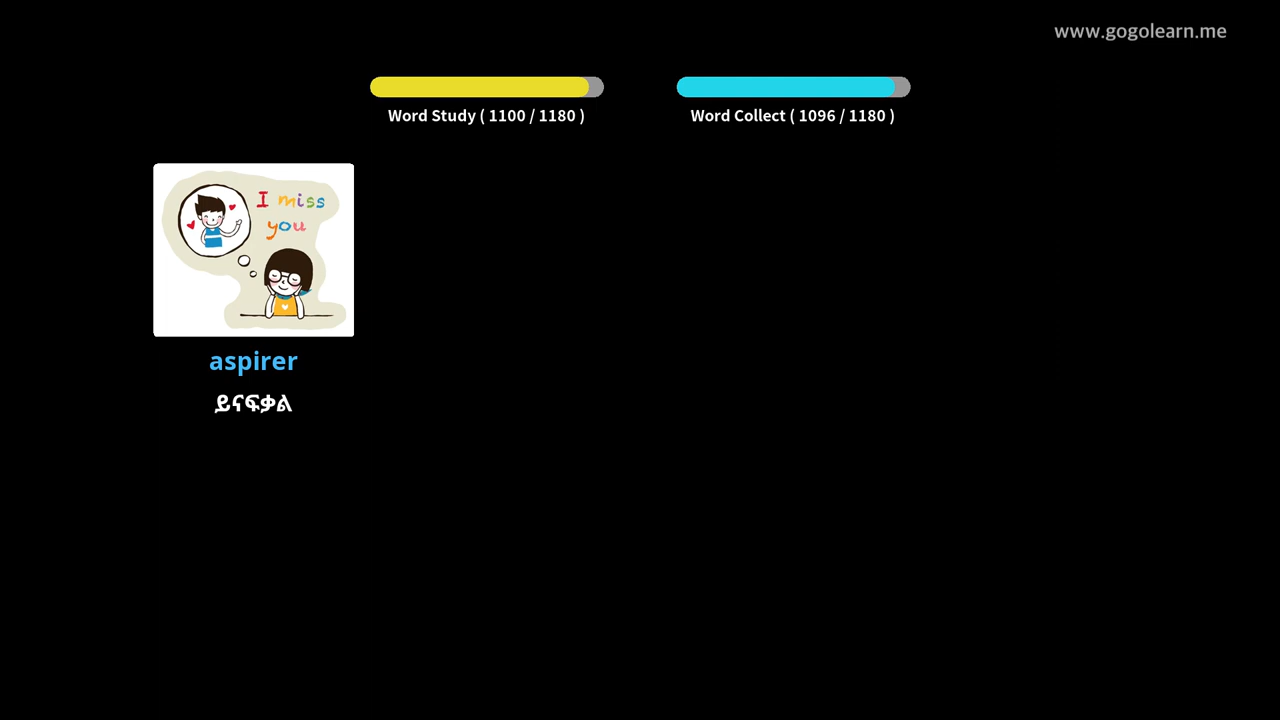 www.gogolearn.me
Word Study ( 1100 / 1180 )
Word Collect ( 1096 / 1180 )
I miss
you
aspirer
ይናፍቃል